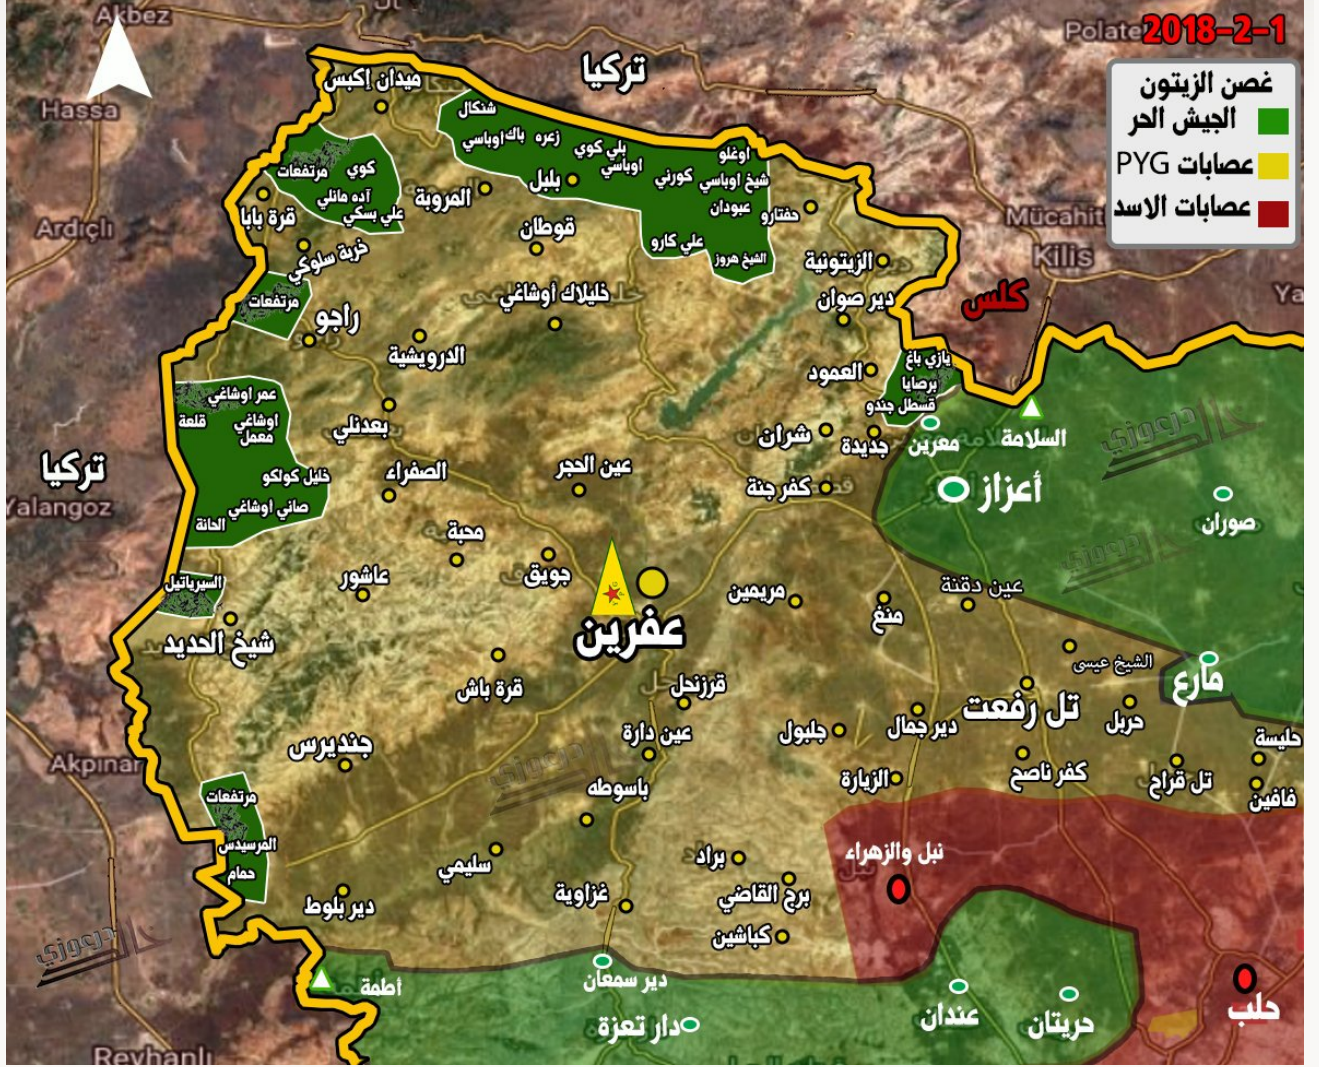 Akbez
Polate
2018-2-1
غصن الزيتون
الجيش الحر
عصابات PYG
عصابات الاسد
تركيا
Hassa
ميدان إكبس
شنكال
اوباسي
باك
زعره
بلي كوي
اوباسي
اوغلو
شيخ اوباسي
كورني
عبودان
بلبل
حفتارو
علي كارو
الشيخ هروز
مرتفعات
كوي
آده مانلي
علي بسكي
المروبة
قرة بابا
خربة سلوكي
قوطان
Ardıçlı
Mücahit
Kilis
كلس
الزيتونية
دير صوان
خليلاك أوشاغي
مرتفعات
راجو
الدرويشية
العمود
يازي باغ
برصايا
قسطل جندو
عمر اوشاغي
قلعة
اوشاغي
معمل
بعدنلي
شران
جديدة
معرين
السلامة
تركيا
Yalangoz
الصفراء
عين الحجر
كفر جنة
أعزاز
صوران
خليل كولكو
صاني اوشاغي
الحانة
محبة
جويق
عاشور
السيرياتيل
شيخ الحديد
عفرين
مريمين
منغ
عين دقنة
الشيخ عيسى
مارع
قرة باش
قرزنحل
تل رفعت
حربل
حليسة
جنديرس
عين دارة
جلبول
دير جمال
Akpınar
باسوطه
الزيارة
كفر ناصح
تل قراح
فافين
مرتفعات
المرسيدس
حمام
سليمي
براد
نبل والزهراء
برج القاضي
دير بلوط
غزاوية
كباشين
خالد درعوزي
أطمة
دير سمعان
دار تعزة
عندان
حريتان
حلب
Reyhanlı